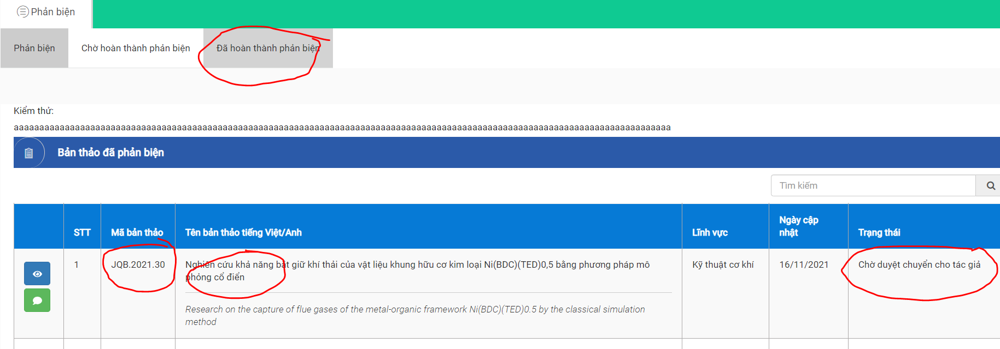 Phản biện
Phản biện
Chờ hoàn thành phản biện
Đã hoàn thành phản biện
Kiểm thử:
aaaaaaaaaaaaaaaaaaaaaaaaaaaaaaaaaaaaaaaaaaaaaaaaaaaaaaaaaaaaaaaaaaaaaaaaaaaaaaaaaaaaaaaaaaaaaaaaaaaaaaaaaaaaaaaaaaaaaaaaaaaaaaaaaaaaa
Bản thảo đã phản biện
Tìm kiếm
STT
Mã bản thảo
Tên bản thảo tiếng Việt/Anh
Lĩnh vực
Ngày cập
nhật
Trạng thái
1
JQB.2021.30
Nghiên cứu khả năng bắt giữ khí thải của vật liệu khung hữu cơ kim loại Ni(BDC)(TED)0,5 bằng phương pháp mô
phỏng cổ điển
Research on the capture of flue gases of the metal-organic framework Ni(BDC)(TED)0.5 by the classical simulation
method
Kỹ thuật cơ khí
16/11/2021
Chờ duyệt chuyển cho tác giả